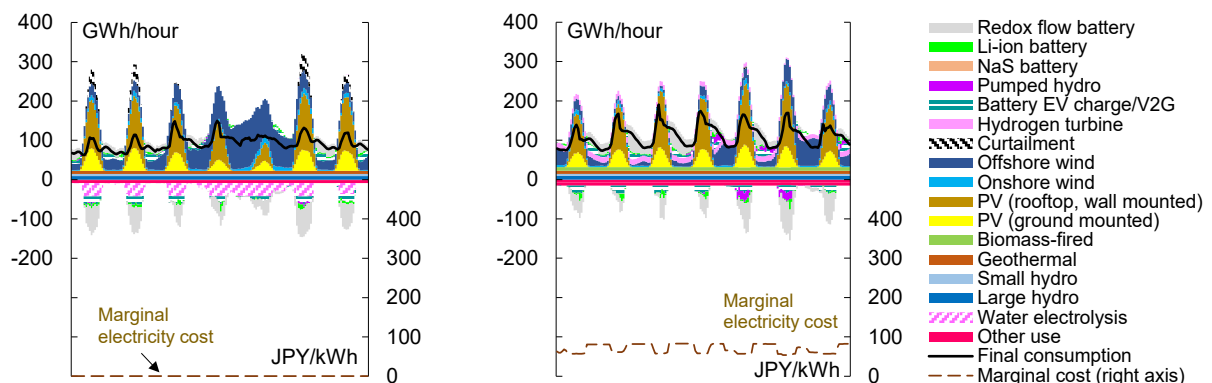 400
GWh/hour
300
200
100
0
-100
400
-200
300
200
Marginal
electricity cost
100
JPY/kWh
0
400
GWh/hour
300
200
100
0
-100
400
-200
300
Marginal
electricity cost
200
100
JPY/kWh
0
Redox flow battery
Li-ion battery
NaS battery
Pumped hydro
Battery EV charge/V2G
Hydrogen turbine
Curtailment
Offshore wind
Onshore wind
PV (rooftop, wall mounted)
PV (ground mounted)
Biomass-fired
Geothermal
Small hydro
Large hydro
Water electrolysis
Other use
Final consumption
Marginal cost (right axis)